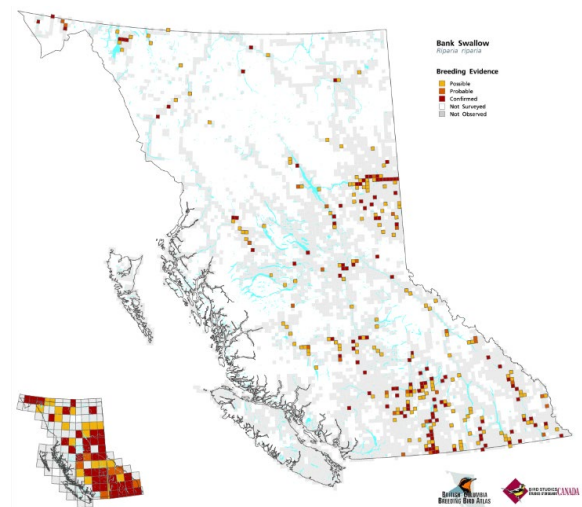 Bank Swallow
Riparia riparia
Breeding Evidence
Possible
Probable
Confirmed
Not Surveyed
Not Observed
BRITISH COLUMBIA
BREEDING BIRD ATLAS
BIRD STUDIES
CANADA